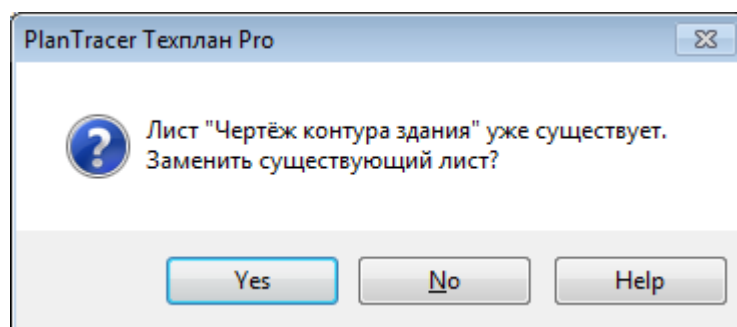 PlanTracer Техплан Pro
Лист "Чертёж контура здания" уже существует.
Заменить существующий лист?
Yes
No
Help